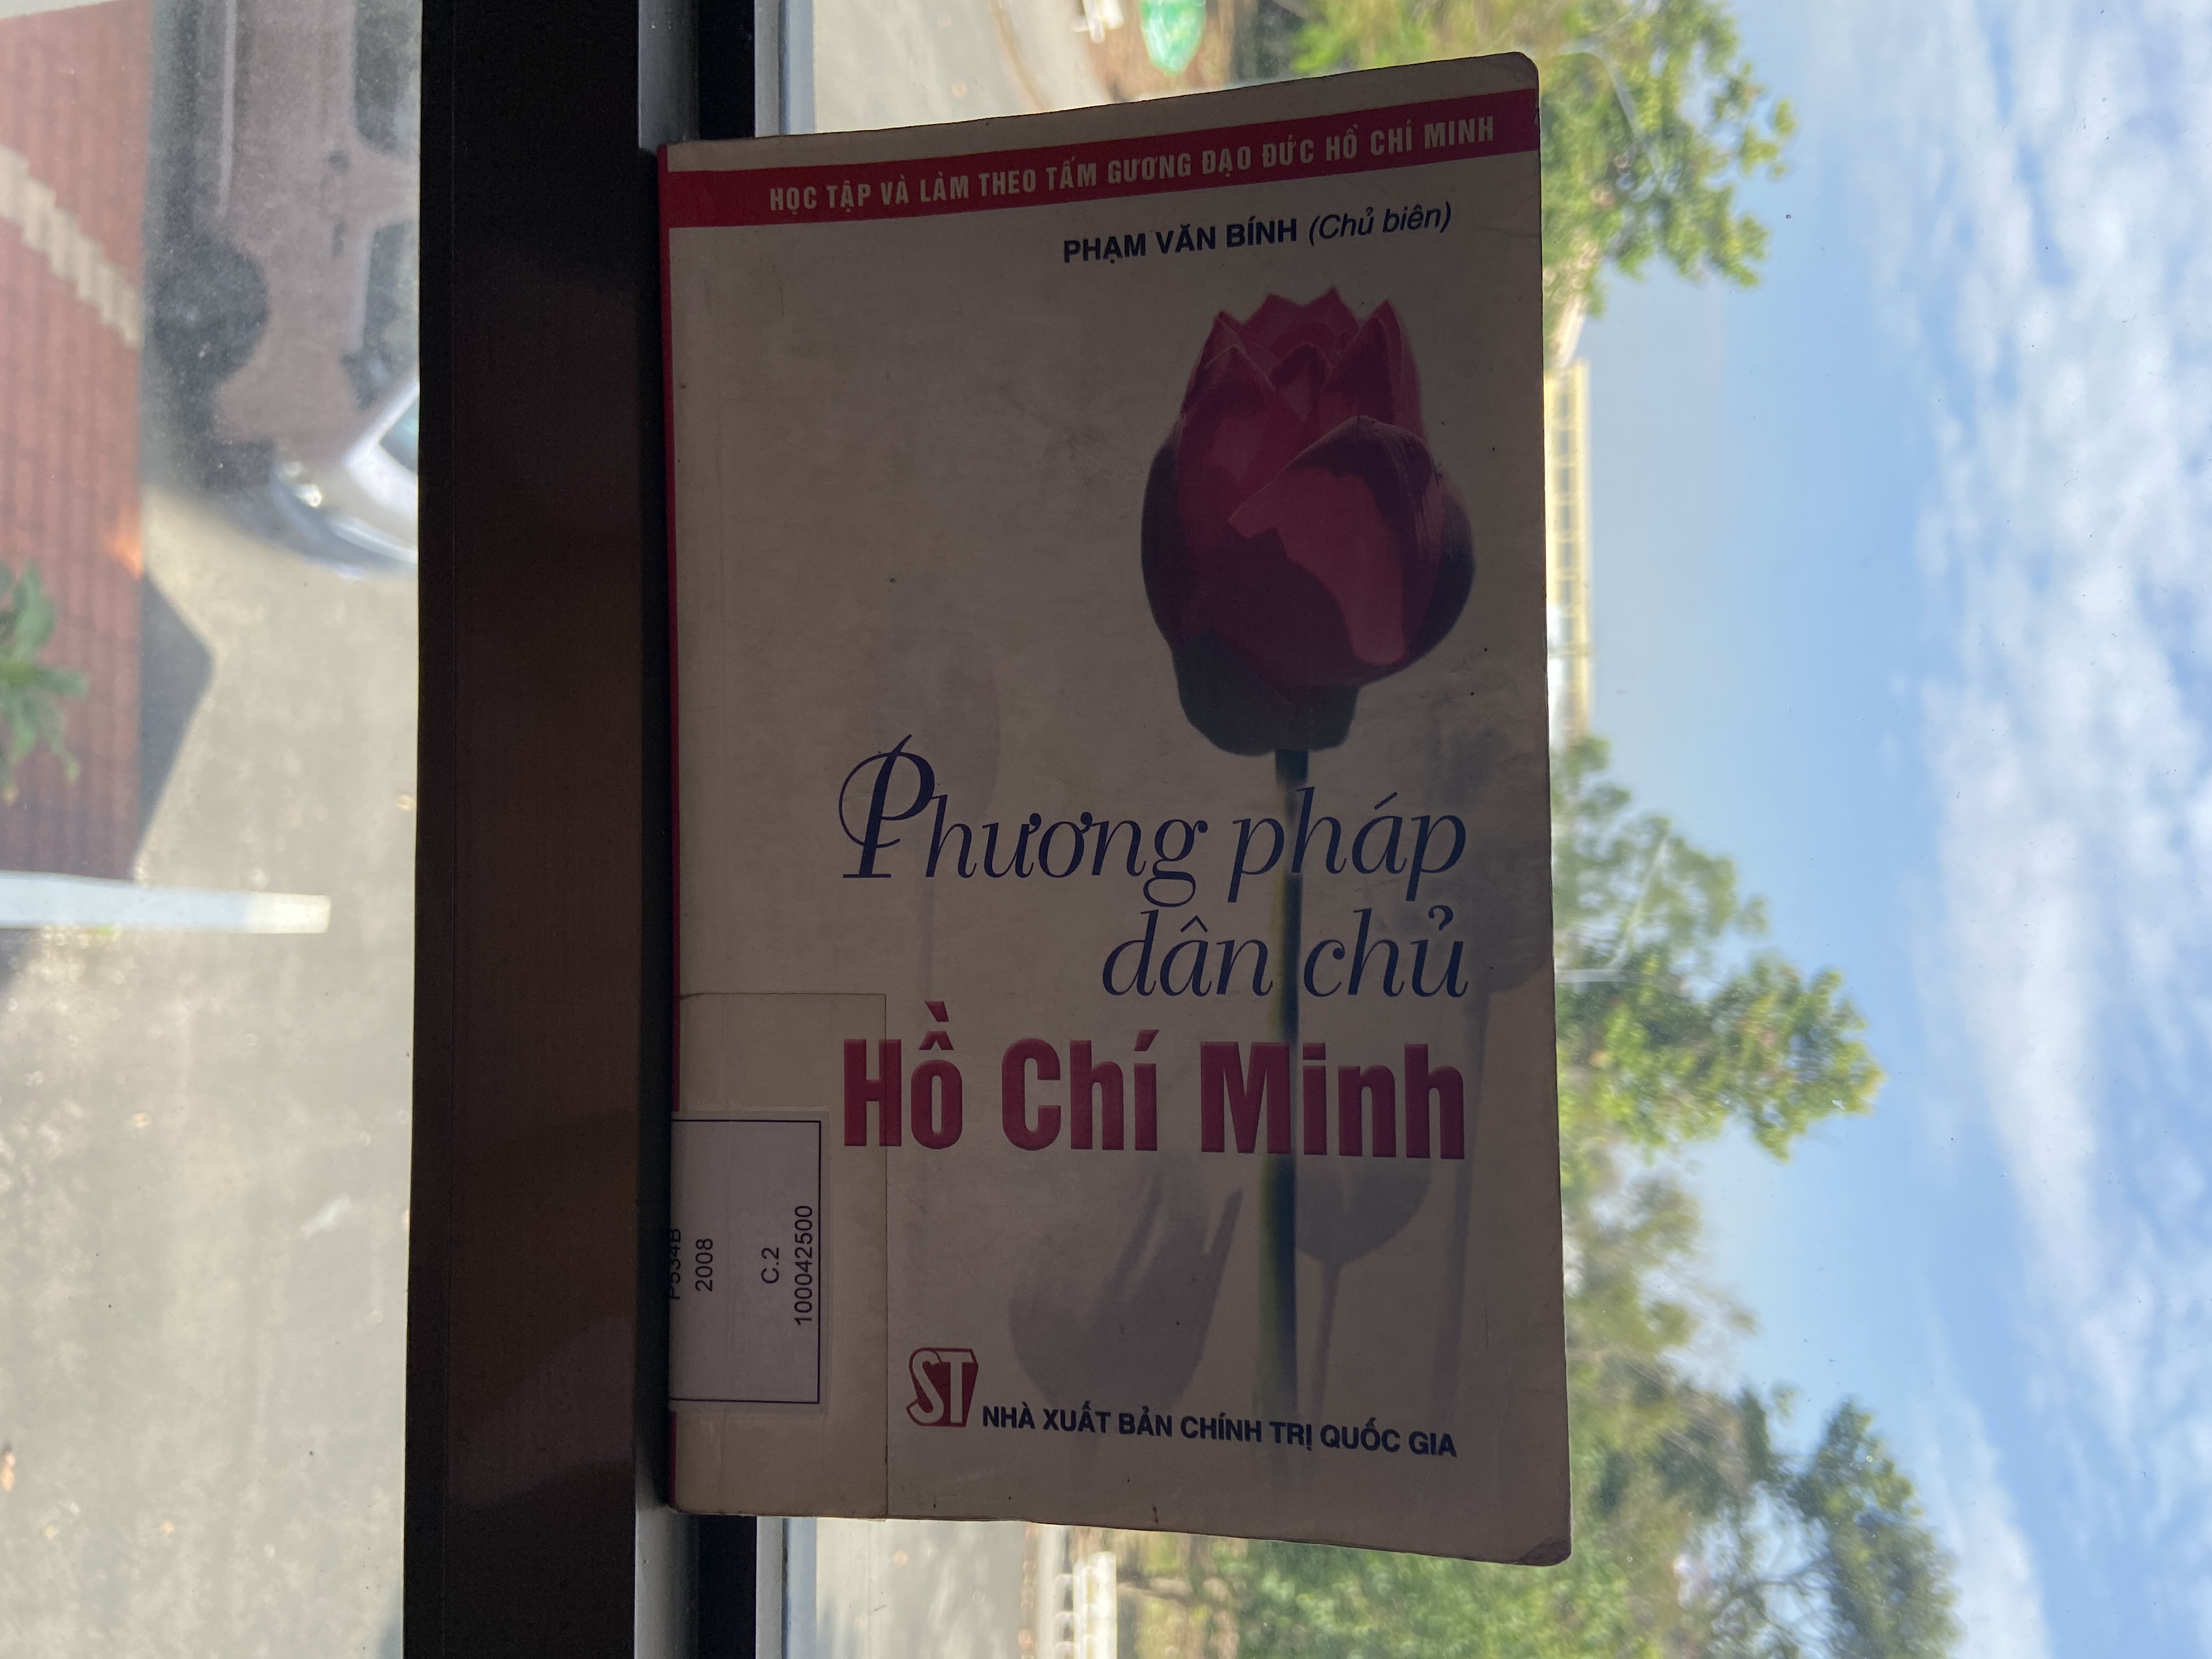 HỌC TẬP VÀ LÀM THEO TẤM GƯƠNG ĐẠO ĐỨC HỒ CHÍ MINH
PHẠM VĂN BÍNH (Chủ biên)
Phương pháp
dân chủ
Hồ Chí Minh
2008
C.2
100042500
ST
NHÀ XUẤT BẢN CHÍNH TRỊ QUỐC GIA